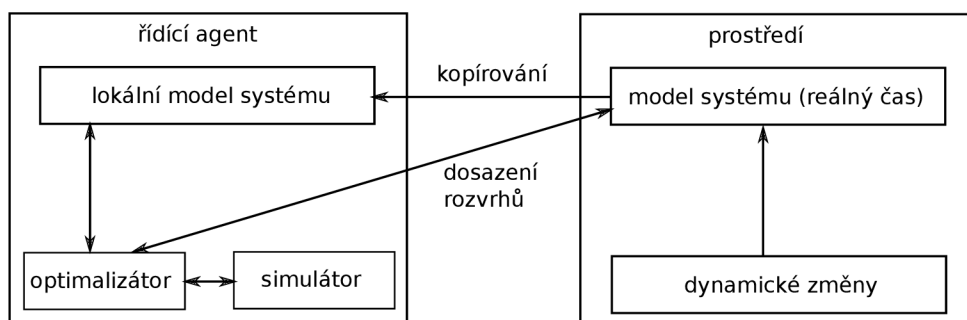 řídící agent
lokální model systému
optimalizátor
simulátor
kopírování
dosazení
rozvrhů
prostředí
model systému (reálný čas)
dynamické změny